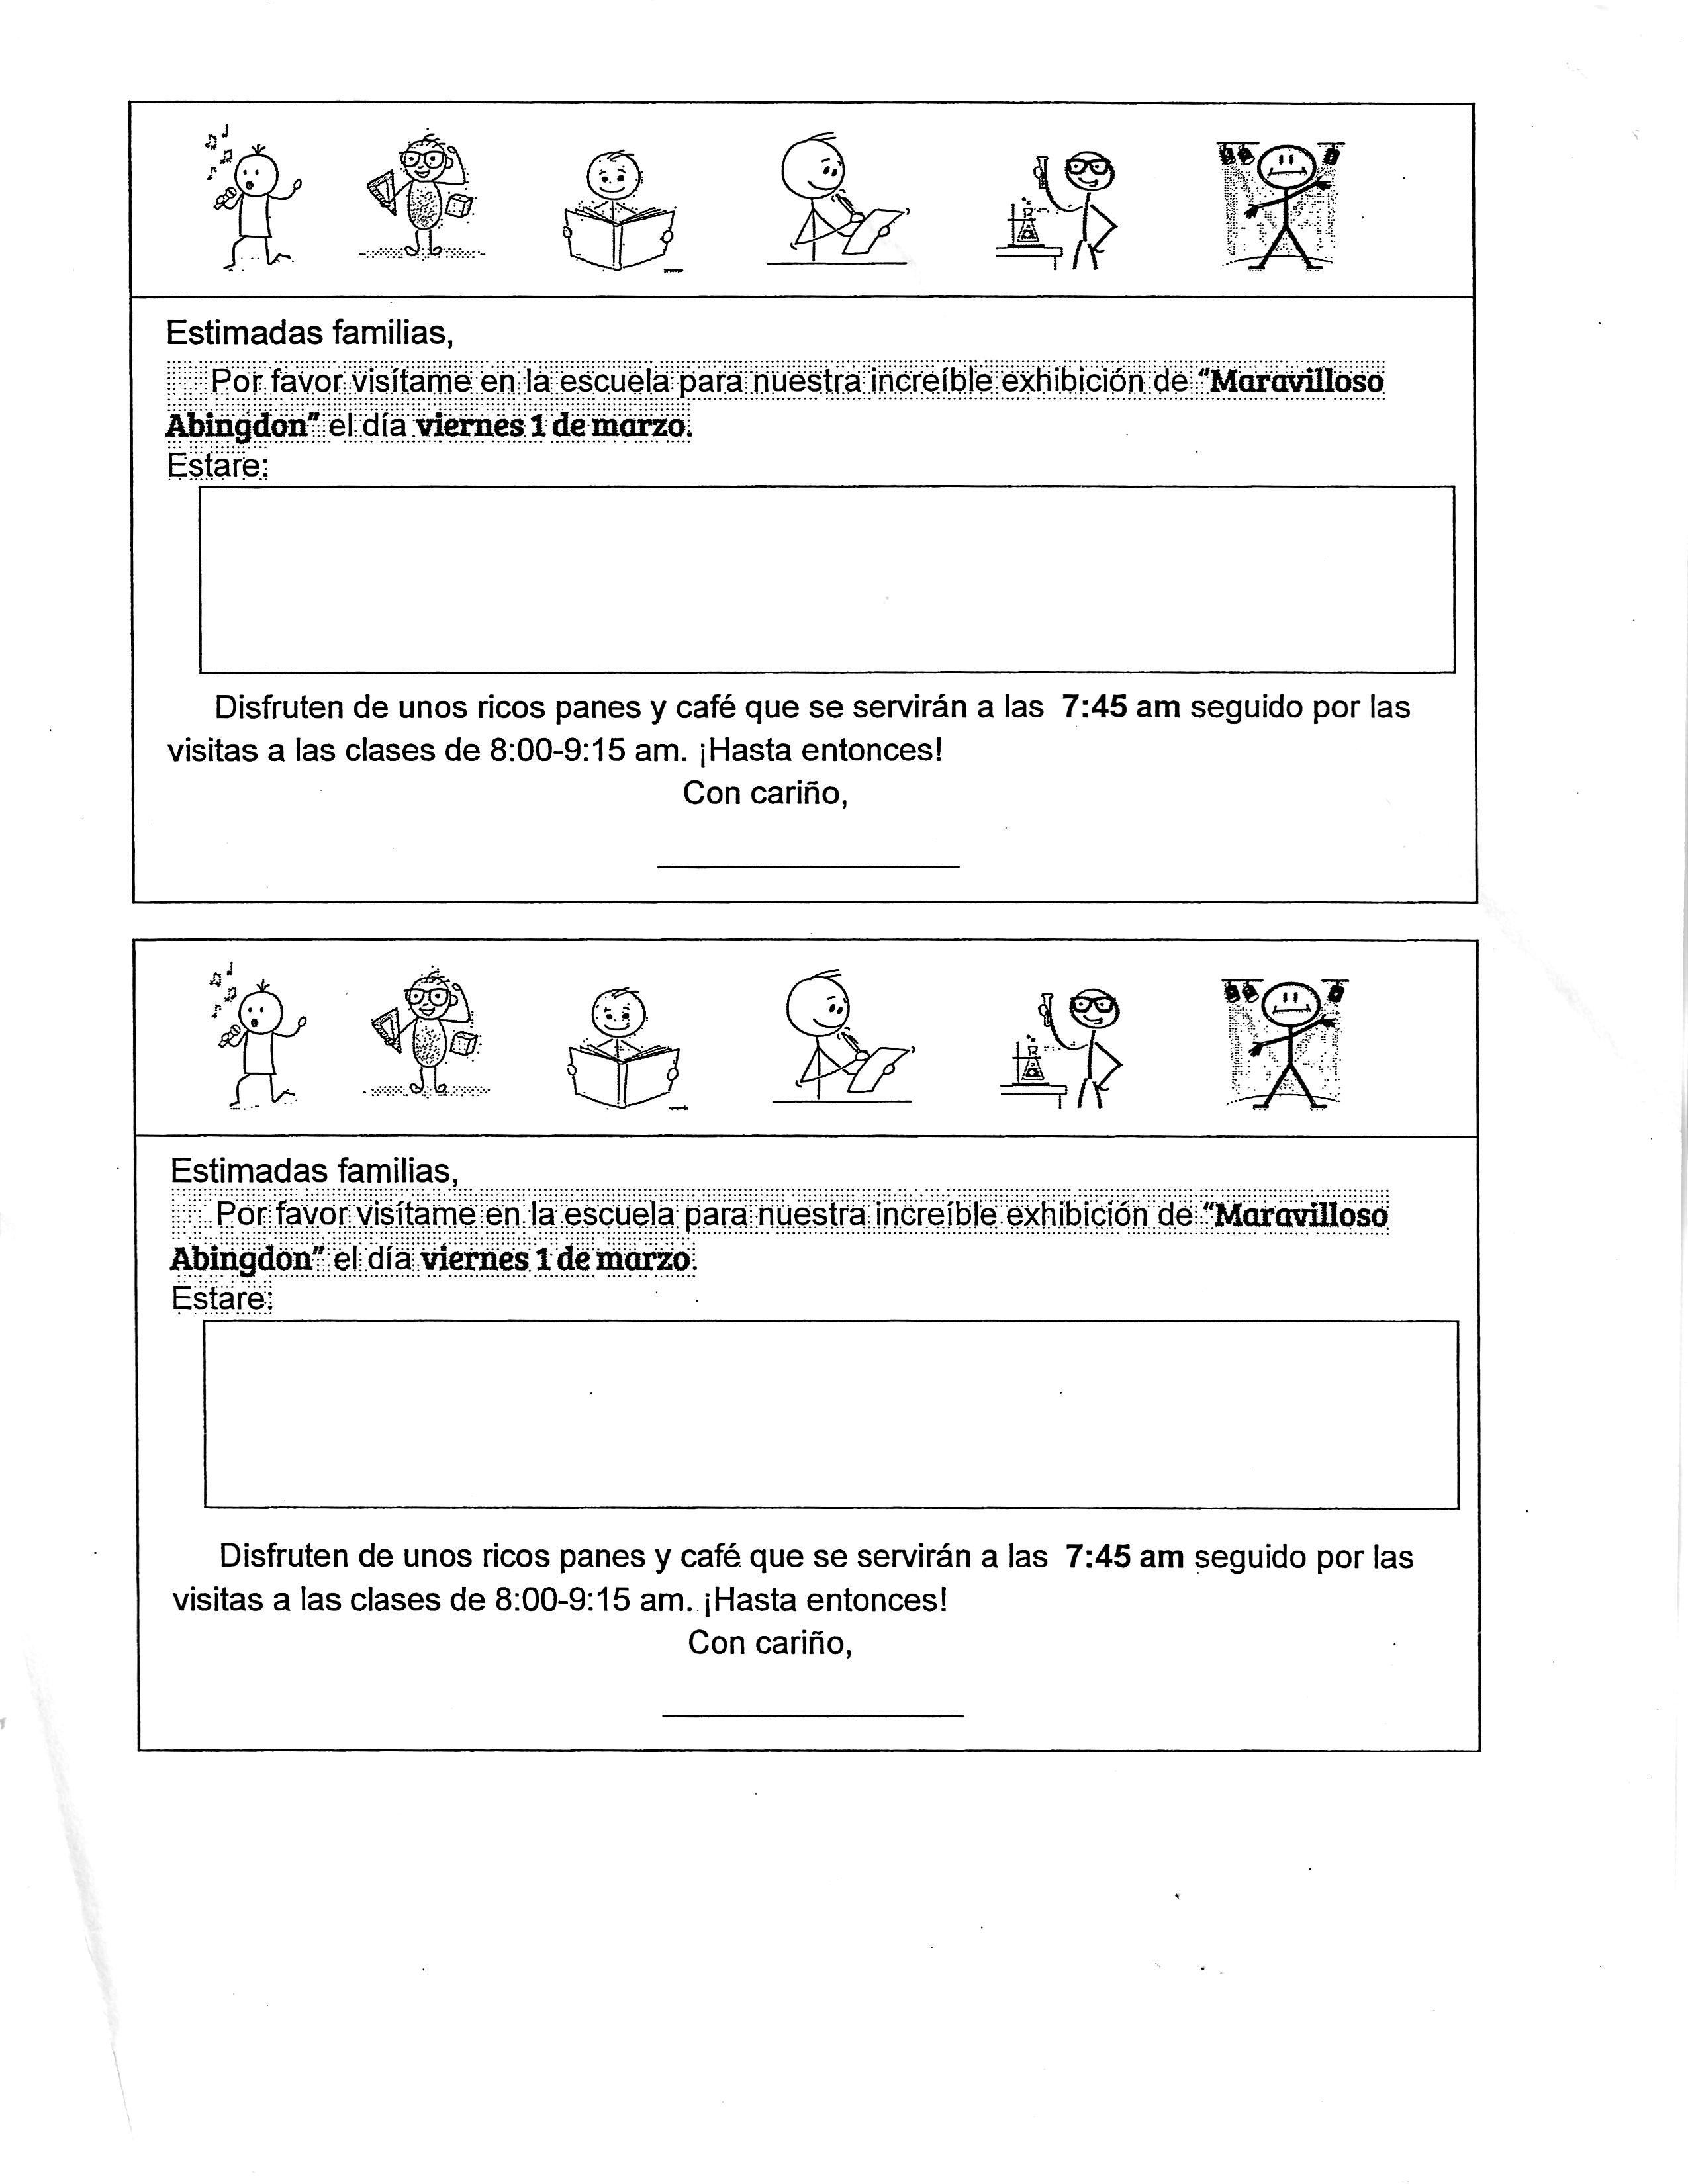 Estimadas familias,
Por favor visítame en la escuela para nuestra increíble exhibición de "Maravilloso
Abingdon" el día viernes 1 de marzo.
Estare:
Disfruten de unos ricos panes y café que se servirán a las 7:45 am seguido por las
visitas a las clases de 8:00-9:15 am. ¡Hasta entonces!
Con cariño,
Estimadas familias,
Por favor visítame en la escuela para nuestra increíble exhibición de "Maravilloso
Abingdon" el día viernes 1 de marzo.
Estare:
Disfruten de unos ricos panes y café que se servirán a las 7:45 am seguido por las
visitas a las clases de 8:00-9:15 am. ¡Hasta entonces!
Con cariño,